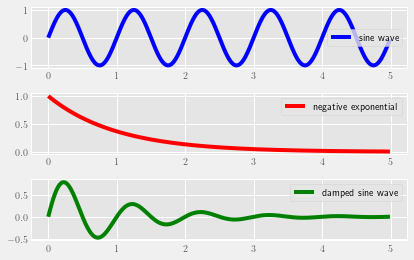 1
0
−1
sine wave
0 1 2 3 4 5
1.0
0.5
0.0
negative exponential
0 1 2 3 4 5
0.5
0.0
−0.5
damped sine wave
0 1 2 3 4 5